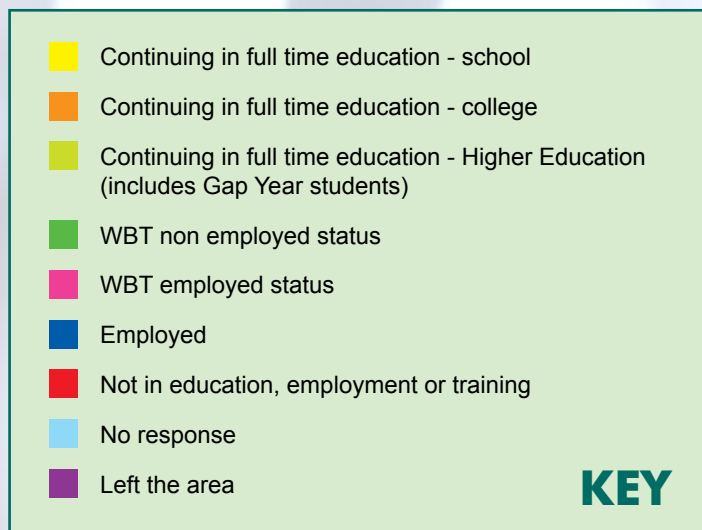 Continuing in full time education - school
Continuing in full time education - college
Continuing in full time education - Higher Education
(includes Gap Year students)
WBT non employed status
WBT employed status
Employed
Not in education, employment or training
No response
Left the area
KEY